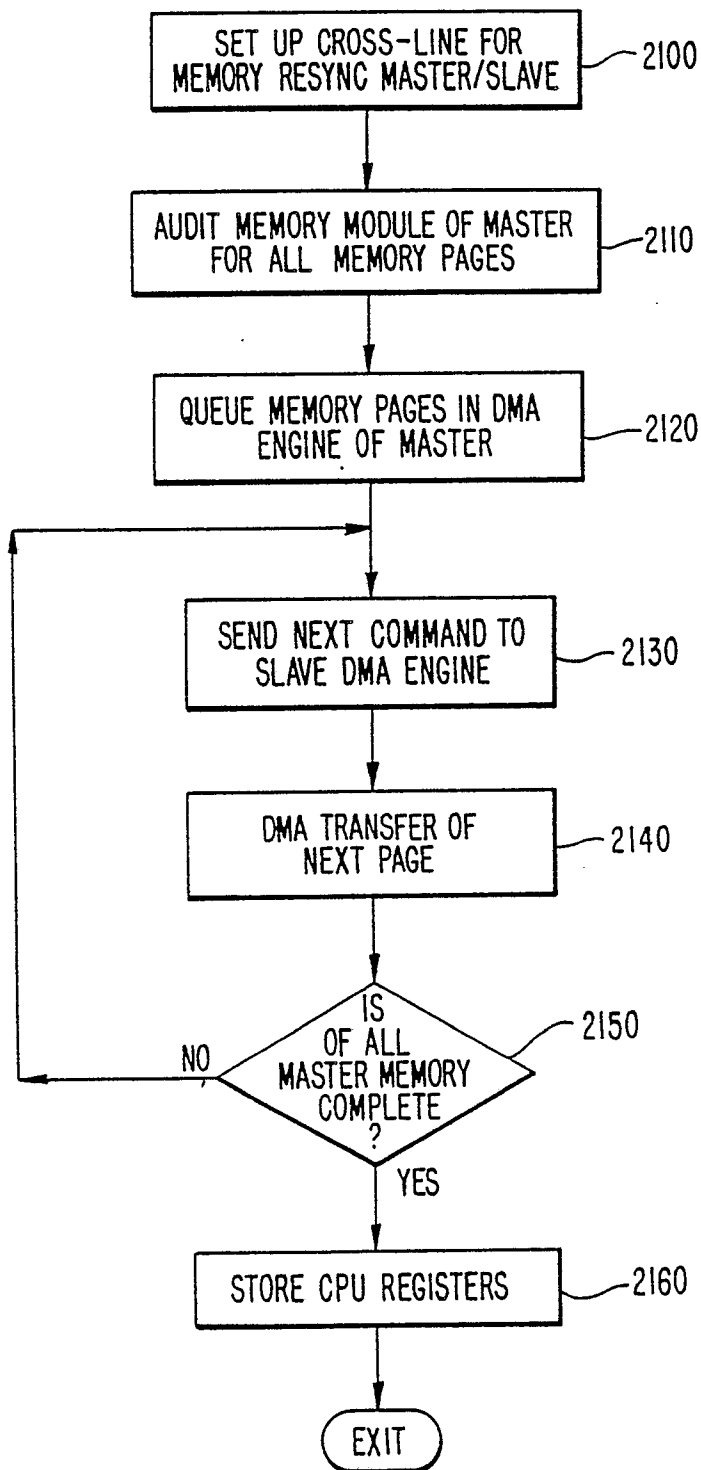 SET UP CROSS-LINE FOR
MEMORY RESYNC MASTER/SLAVE
2100
AUDIT MEMORY MODULE OF MASTER
FOR ALL MEMORY PAGES
2110
QUEUE MEMORY PAGES IN DMA
ENGINE OF MASTER
2120
SEND NEXT COMMAND TO
SLAVE DMA ENGINE
2130
DMA TRANSFER OF
NEXT PAGE
2140
IS
OF ALL
MASTER MEMORY
COMPLETE
?
2150
NO
YES
STORE CPU REGISTERS
2160
EXIT